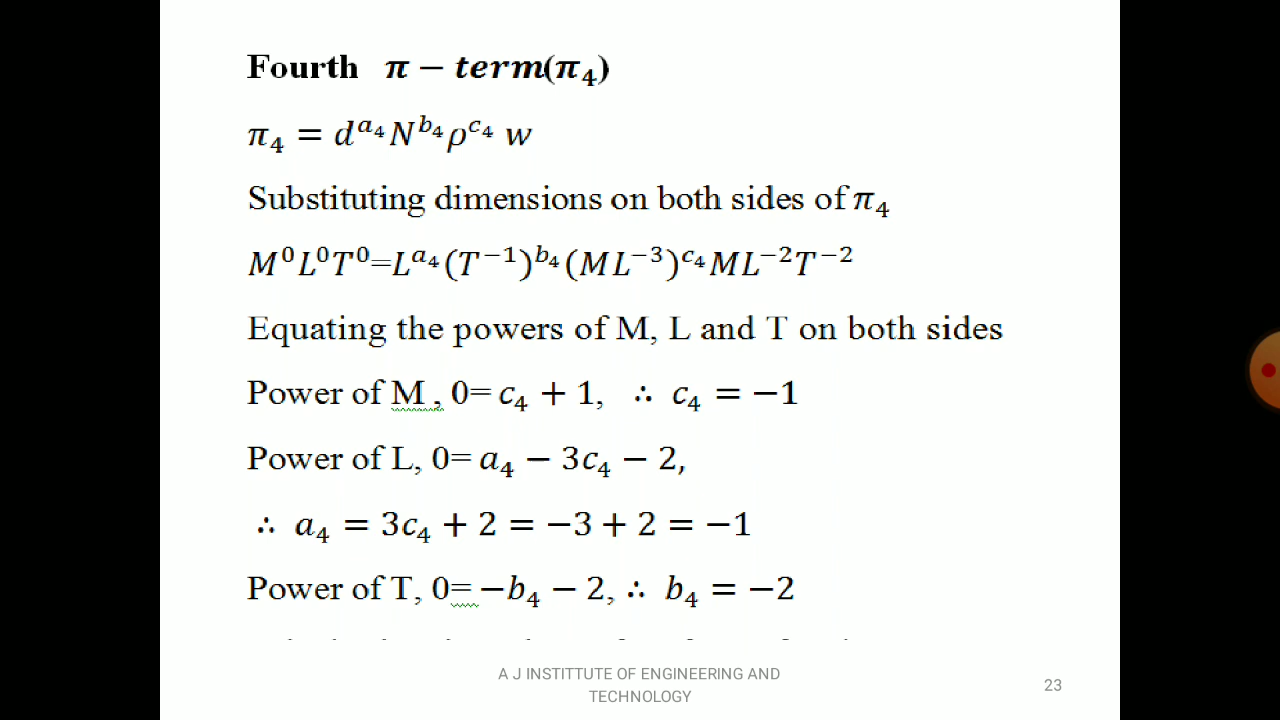 Fourth π − term(π₄)
π₄ = d^{a₄}N^{b₄}ρ^{c₄} w
Substituting dimensions on both sides of π₄
M⁰L⁰T⁰=L^{a₄}(T⁻¹)^{b₄}(ML⁻³)^{c₄}ML⁻²T⁻²
Equating the powers of M, L and T on both sides
Power of M , 0= c₄ + 1, ∴ c₄ = −1
Power of L, 0= a₄ − 3c₄ − 2,
∴ a₄ = 3c₄ + 2 = −3 + 2 = −1
Power of T, 0= −b₄ − 2, ∴ b₄ = −2
A J INSTITTUTE OF ENGINEERING AND
TECHNOLOGY
23